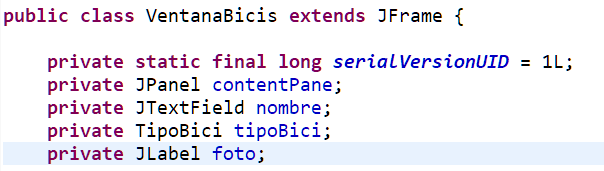 public class VentanaBicis extends JFrame {
private static final long serialVersionUID = 1L;
private JPanel contentPane;
private JTextField nombre;
private TipoBici tipoBici;
private JLabel foto;